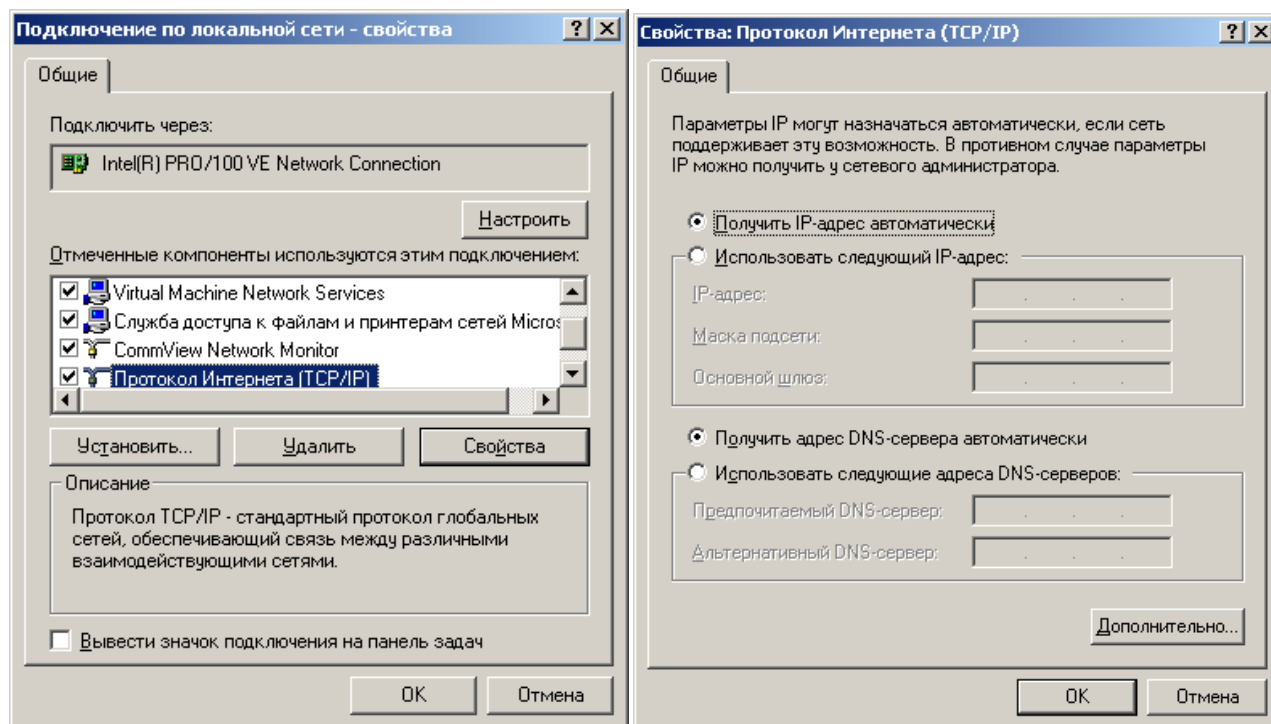 Подключение по локальной сети - свойства
Общие
Подключить через:
Intel(R) PRO/100 VE Network Connection
Настроить
Отмеченные компоненты используются этим подключением:
Virtual Machine Network Services
Служба доступа к файлам и принтерам сетей Micros
CommView Network Monitor
Протокол Интернета (TCP/IP)
Установить...
Удалить
Свойства
Описание
Протокол TCP/IP - стандартный протокол глобальных
сетей, обеспечивающий связь между различными
взаимодействующими сетями.
Вывести значок подключения на панель задач
OK
Отмена
Свойства: Протокол Интернета (TCP/IP)
Общие
Параметры IP могут назначаться автоматически, если сеть
поддерживает эту возможность. В противном случае параметры
IP можно получить у сетевого администратора.
Получить IP-адрес автоматически
Использовать следующий IP-адрес:
IP-адрес:
Маска подсети:
Основной шлюз:
Получить адрес DNS-сервера автоматически
Использовать следующие адреса DNS-серверов:
Предпочитаемый DNS-сервер:
Альтернативный DNS-сервер:
Дополнительно...
OK
Отмена